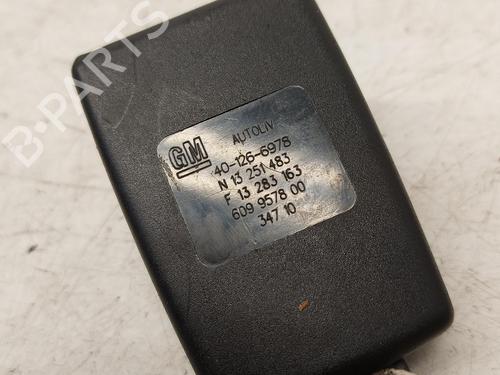 B-PARTS
GM
AUTOLIV
40-126-6978
N 13 251 483
F 13 283 163
609 9578 00
347 10